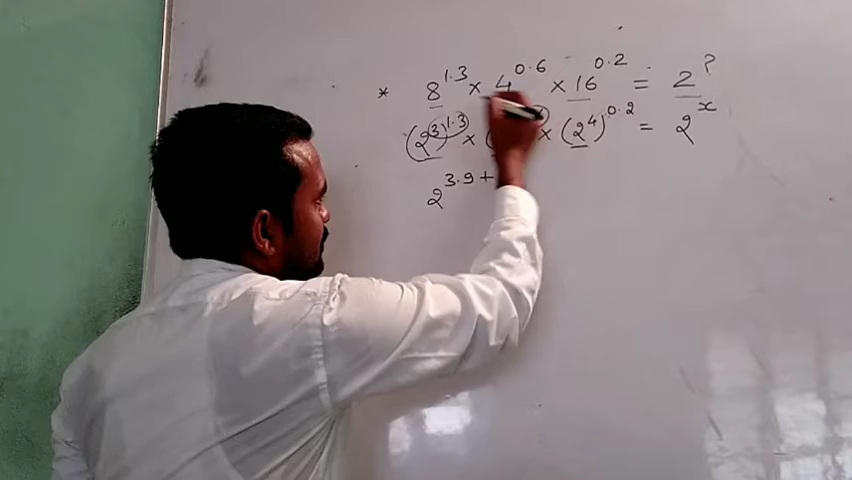 * 8^1.3 × 4^0.6 × 16^0.2 = 2^?
(2^3)^1.3 × ( × (2^4)^0.2 = 2^x
2^3.9+